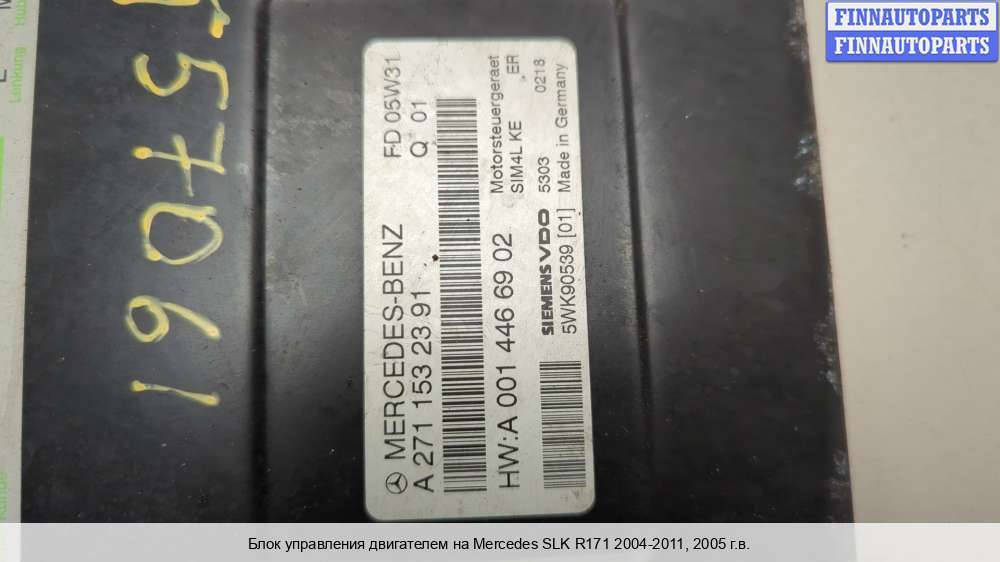 FINNAUTOPARTS
FINNAUTOPARTS
MERCEDES-BENZ FD 05W31
A 271 153 23 91 Q 01
HW:A 001 446 69 02
Motorsteuergeraet
SIM4L KE ER
SIEMENS VDO 5303 0218
5WK90539 [01] Made in Germany
Lenkung
Блок управления двигателем на Mercedes SLK R171 2004-2011, 2005 г.в.